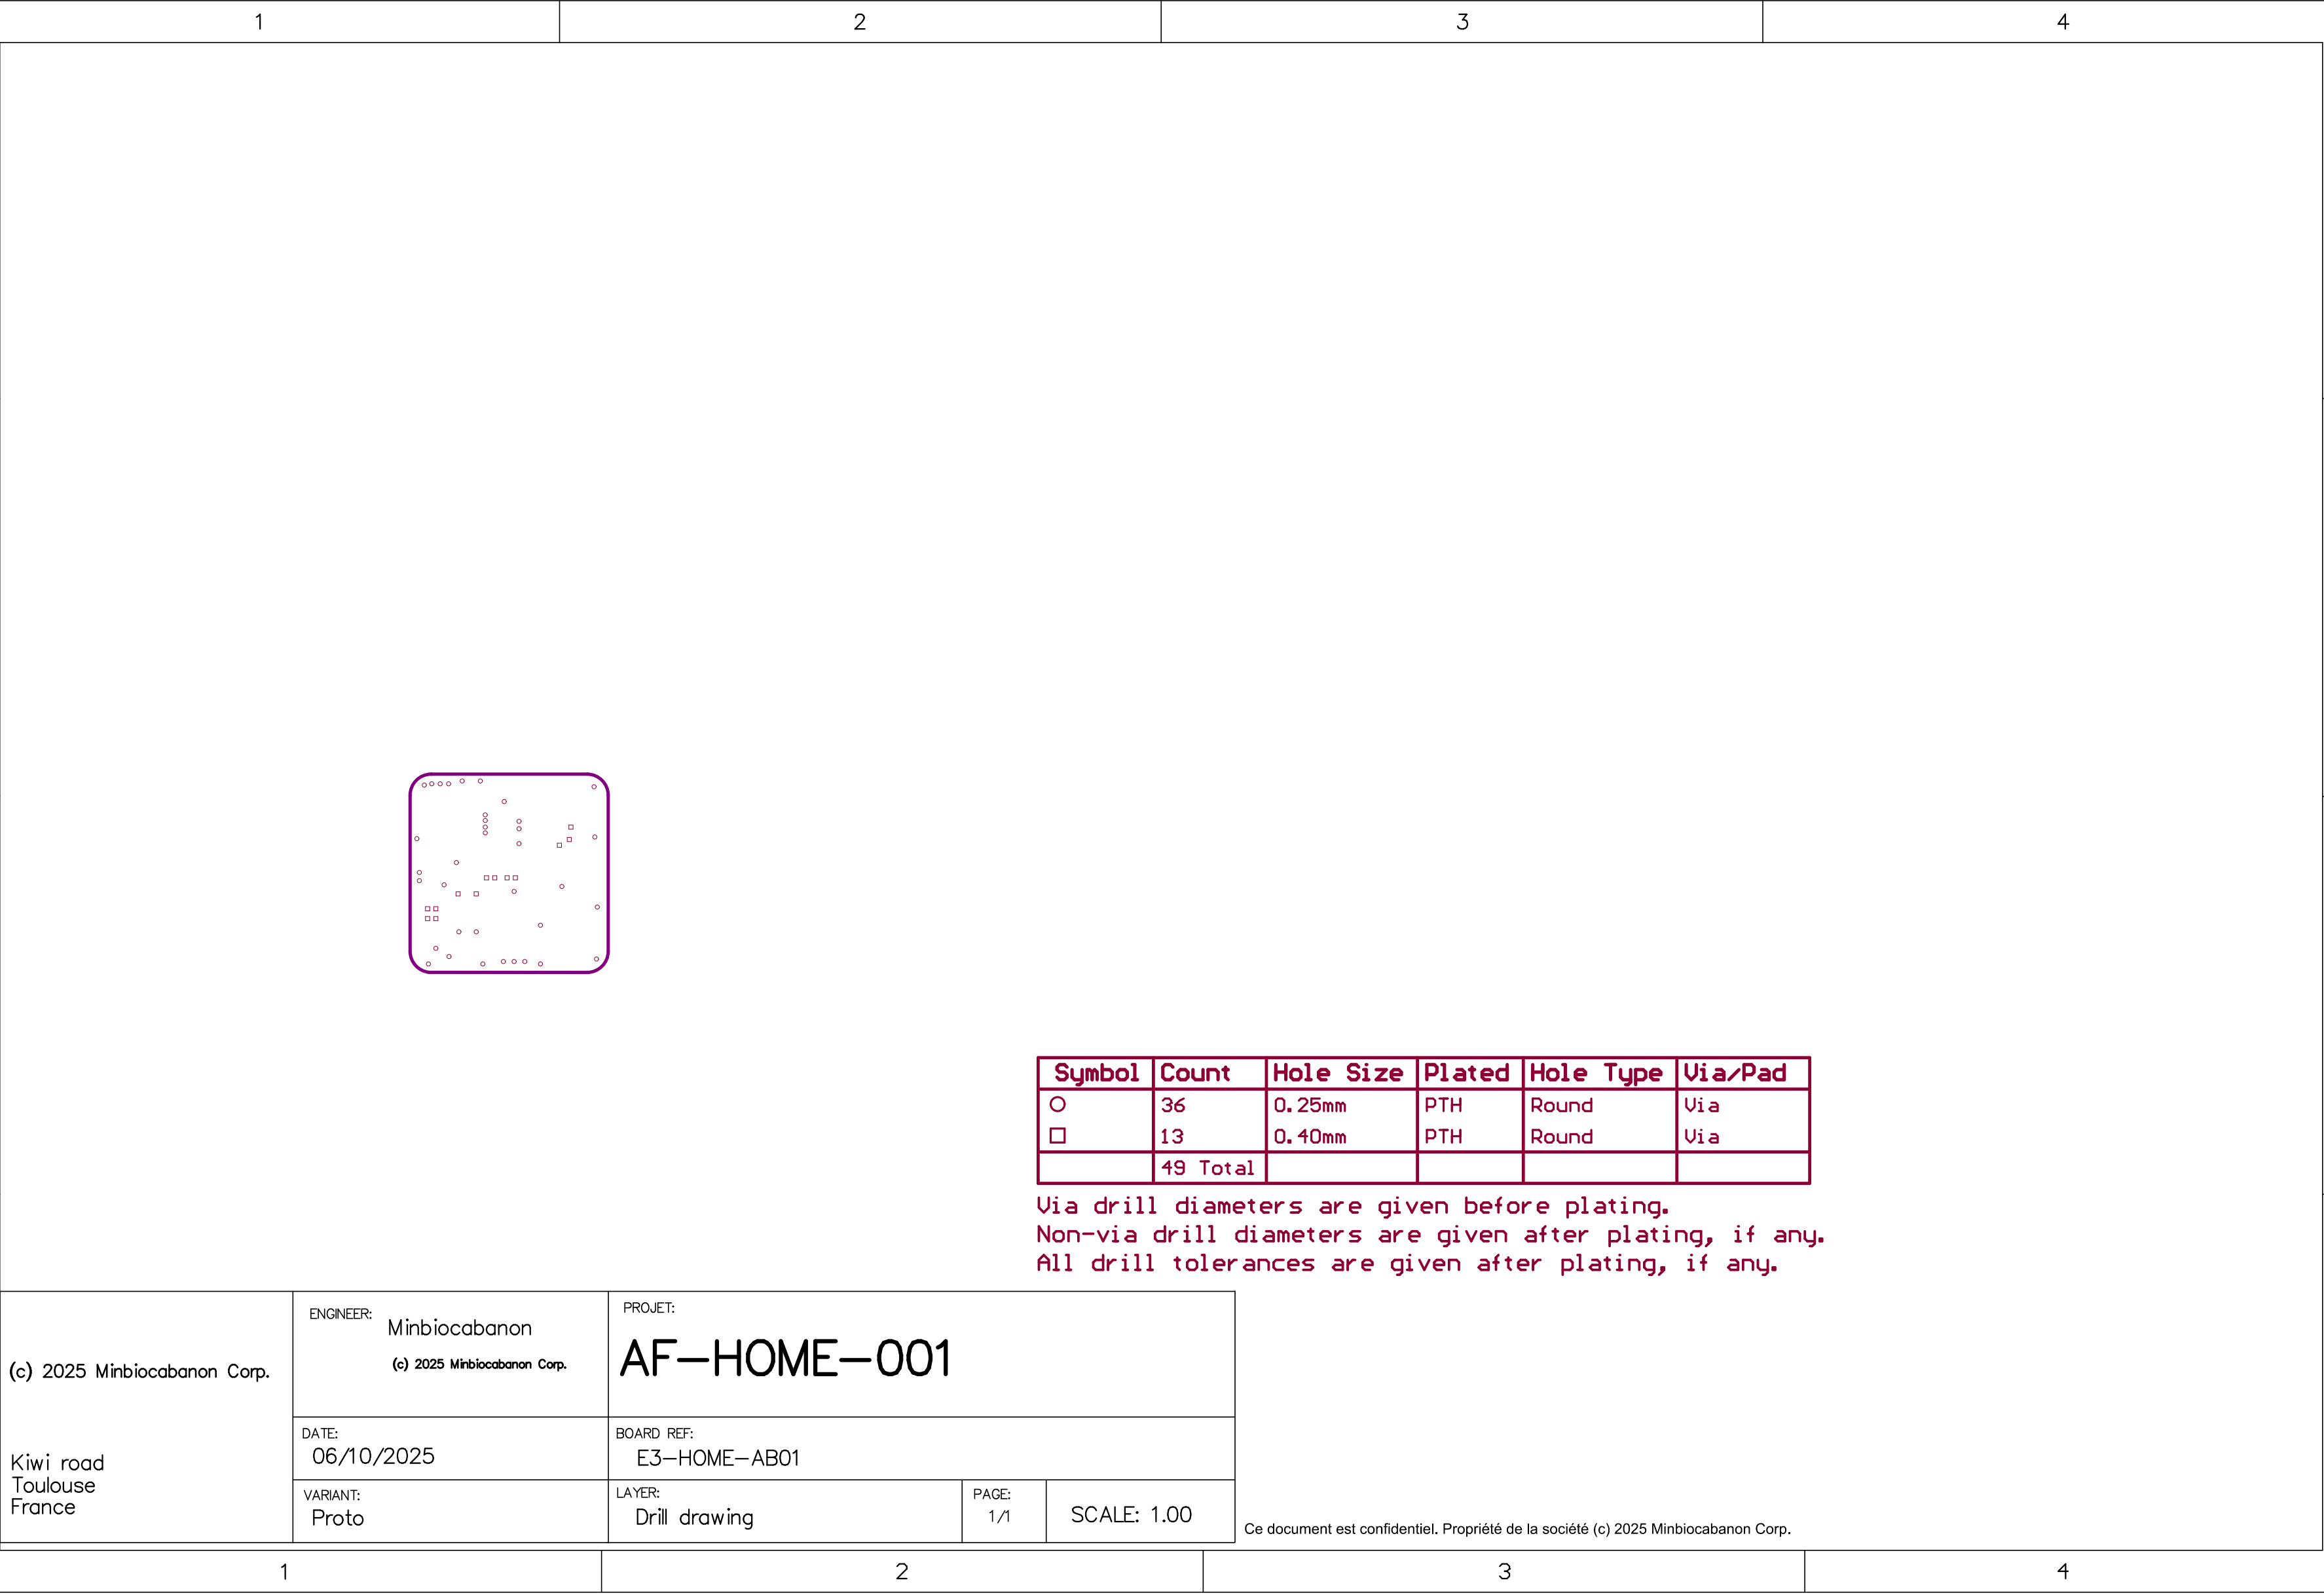 1 2 3 4
Symbol Count Hole Size Plated Hole Type Via/Pad
36 0.25mm PTH Round Via
13 0.40mm PTH Round Via
49 Total
Via drill diameters are given before plating.
Non-via drill diameters are given after plating, if any.
All drill tolerances are given after plating, if any.
(c) 2025 Minbiocabanon Corp.
Kiwi road
Toulouse
France
ENGINEER:
Minbiocabanon
(c) 2025 Minbiocabanon Corp.
PROJET:
AF-HOME-001
DATE:
06/10/2025
BOARD REF:
E3-HOME-AB01
VARIANT:
Proto
LAYER:
Drill drawing
PAGE:
1/1
SCALE: 1.00
Ce document est confidentiel. Propriété de la société (c) 2025 Minbiocabanon Corp.
1 2 3 4